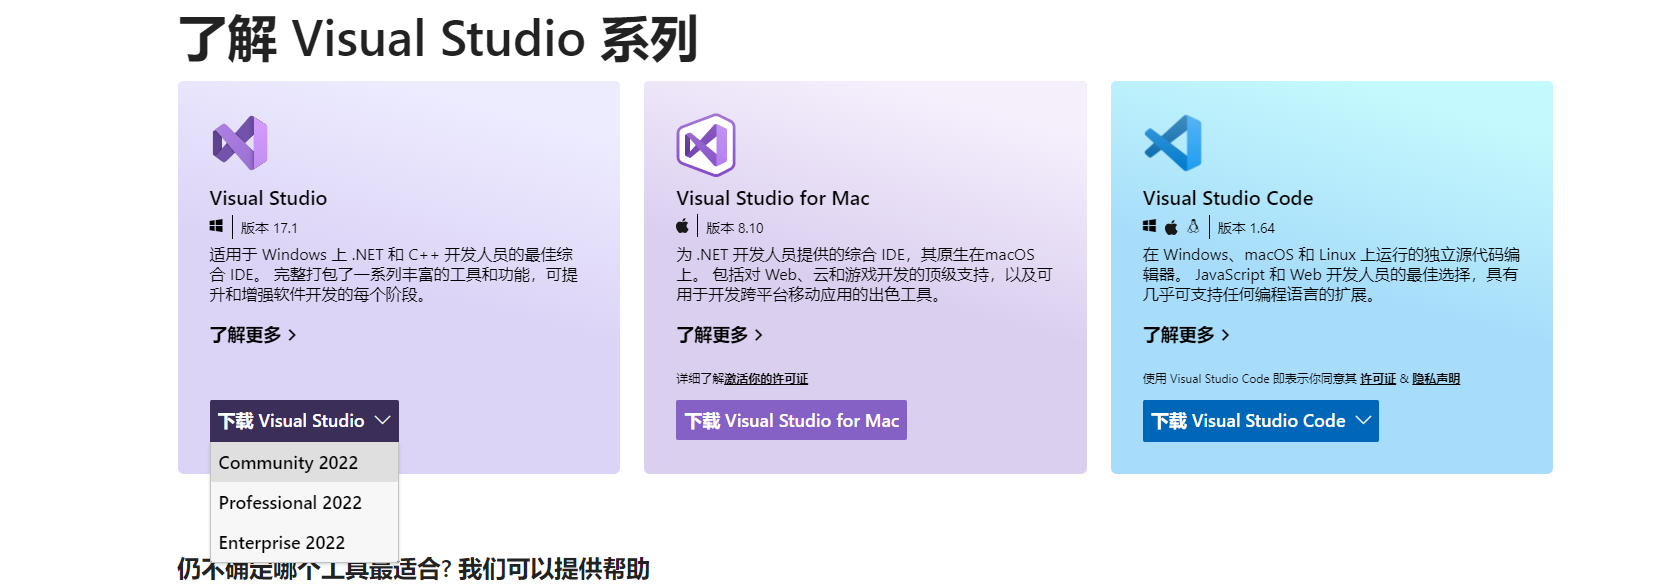 了解 Visual Studio 系列
Visual Studio
版本 17.1
适用于 Windows 上 .NET 和 C++ 开发人员的最佳综
合 IDE。 完整打包了一系列丰富的工具和功能，可提
升和增强软件开发的每个阶段。
了解更多
下载 Visual Studio
Community 2022
Professional 2022
Enterprise 2022
Visual Studio for Mac
版本 8.10
为 .NET 开发人员提供的综合 IDE，其原生在macOS
上。 包括对 Web、云和游戏开发的顶级支持，以及可
用于开发跨平台移动应用的出色工具。
了解更多
详细了解激活你的许可证
下载 Visual Studio for Mac
Visual Studio Code
版本 1.64
在 Windows、macOS 和 Linux 上运行的独立源代码编
辑器。 JavaScript 和 Web 开发人员的最佳选择，具有
几乎可支持任何编程语言的扩展。
了解更多
使用 Visual Studio Code 即表示你同意其 许可证 & 隐私声明
下载 Visual Studio Code
仍不确定哪个工具最适合? 我们可以提供帮助